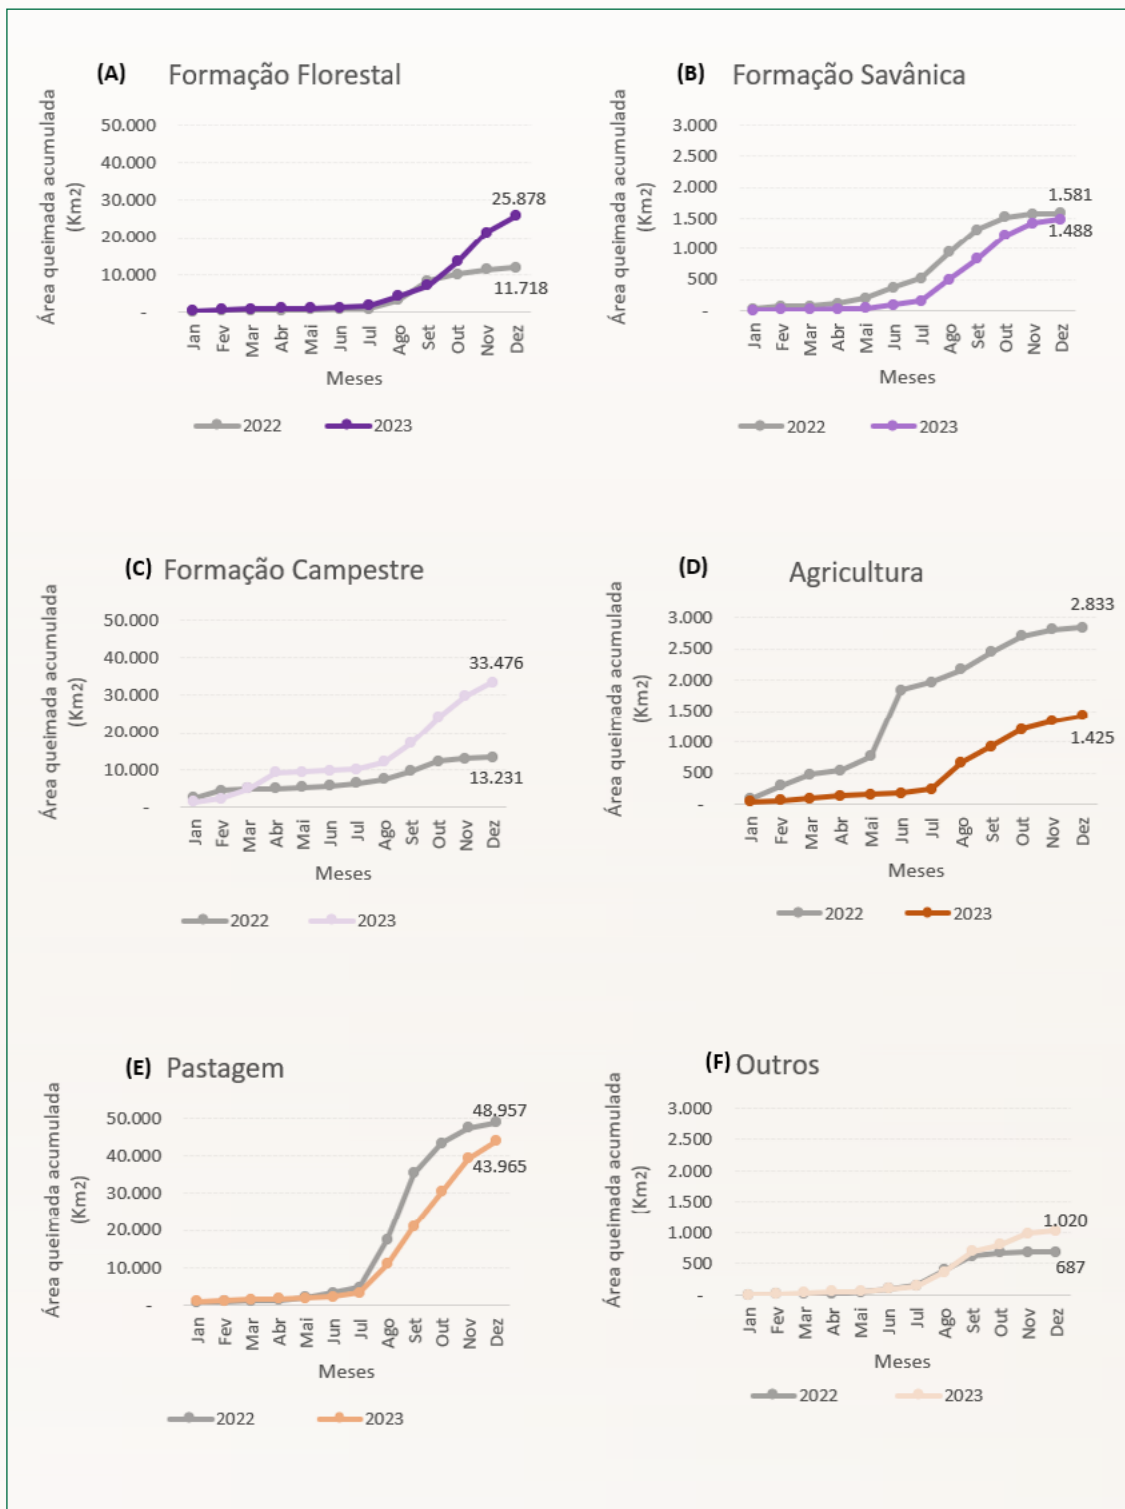 (A) Formação Florestal
Área queimada acumulada
(Km2)
50.000
40.000
30.000
20.000
10.000
-
25.878
11.718
Jan Fev Mar Abr Mai Jun Jul Ago Set Out Nov Dez
Meses
2022 2023
(B) Formação Savânica
Área queimada acumulada
(Km2)
3.000
2.500
2.000
1.500
1.000
500
-
1.581
1.488
Jan Fev Mar Abr Mai Jun Jul Ago Set Out Nov Dez
Meses
2022 2023
(C) Formação Campestre
Área queimada acumulada
(Km2)
50.000
40.000
30.000
20.000
10.000
-
33.476
13.231
Jan Fev Mar Abr Mai Jun Jul Ago Set Out Nov Dez
Meses
2022 2023
(D) Agricultura
Área queimada acumulada
(Km2)
3.000
2.500
2.000
1.500
1.000
500
-
2.833
1.425
Jan Fev Mar Abr Mai Jun Jul Ago Set Out Nov Dez
Meses
2022 2023
(E) Pastagem
Área queimada acumulada
(Km2)
50.000
40.000
30.000
20.000
10.000
-
48.957
43.965
Jan Fev Mar Abr Mai Jun Jul Ago Set Out Nov Dez
Meses
2022 2023
(F) Outros
Área queimada acumulada
(Km2)
3.000
2.500
2.000
1.500
1.000
500
-
1.020
687
Jan Fev Mar Abr Mai Jun Jul Ago Set Out Nov Dez
Meses
2022 2023